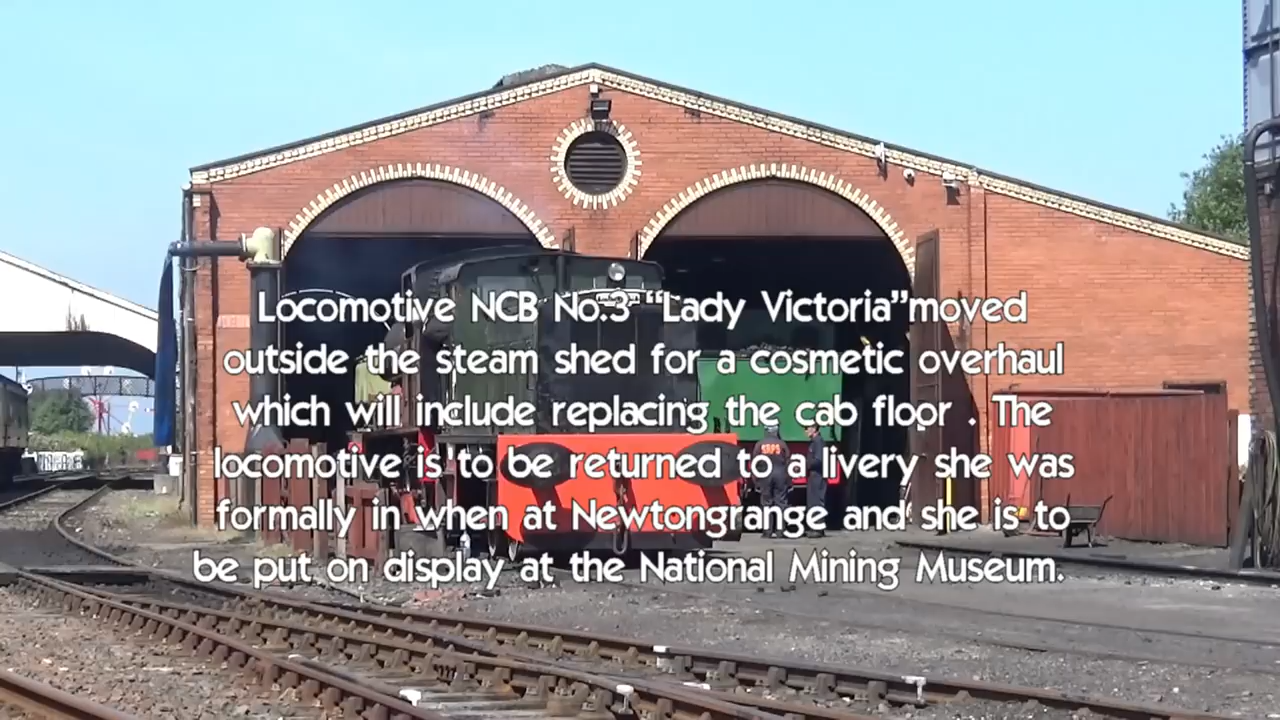 Locomotive NCB No.3 “Lady Victoria”moved
outside the steam shed for a cosmetic overhaul
which will include replacing the cab floor . The
locomotive is to be returned to a livery she was
formally in when at Newtongrange and she is to
be put on display at the National Mining Museum.
SRPS